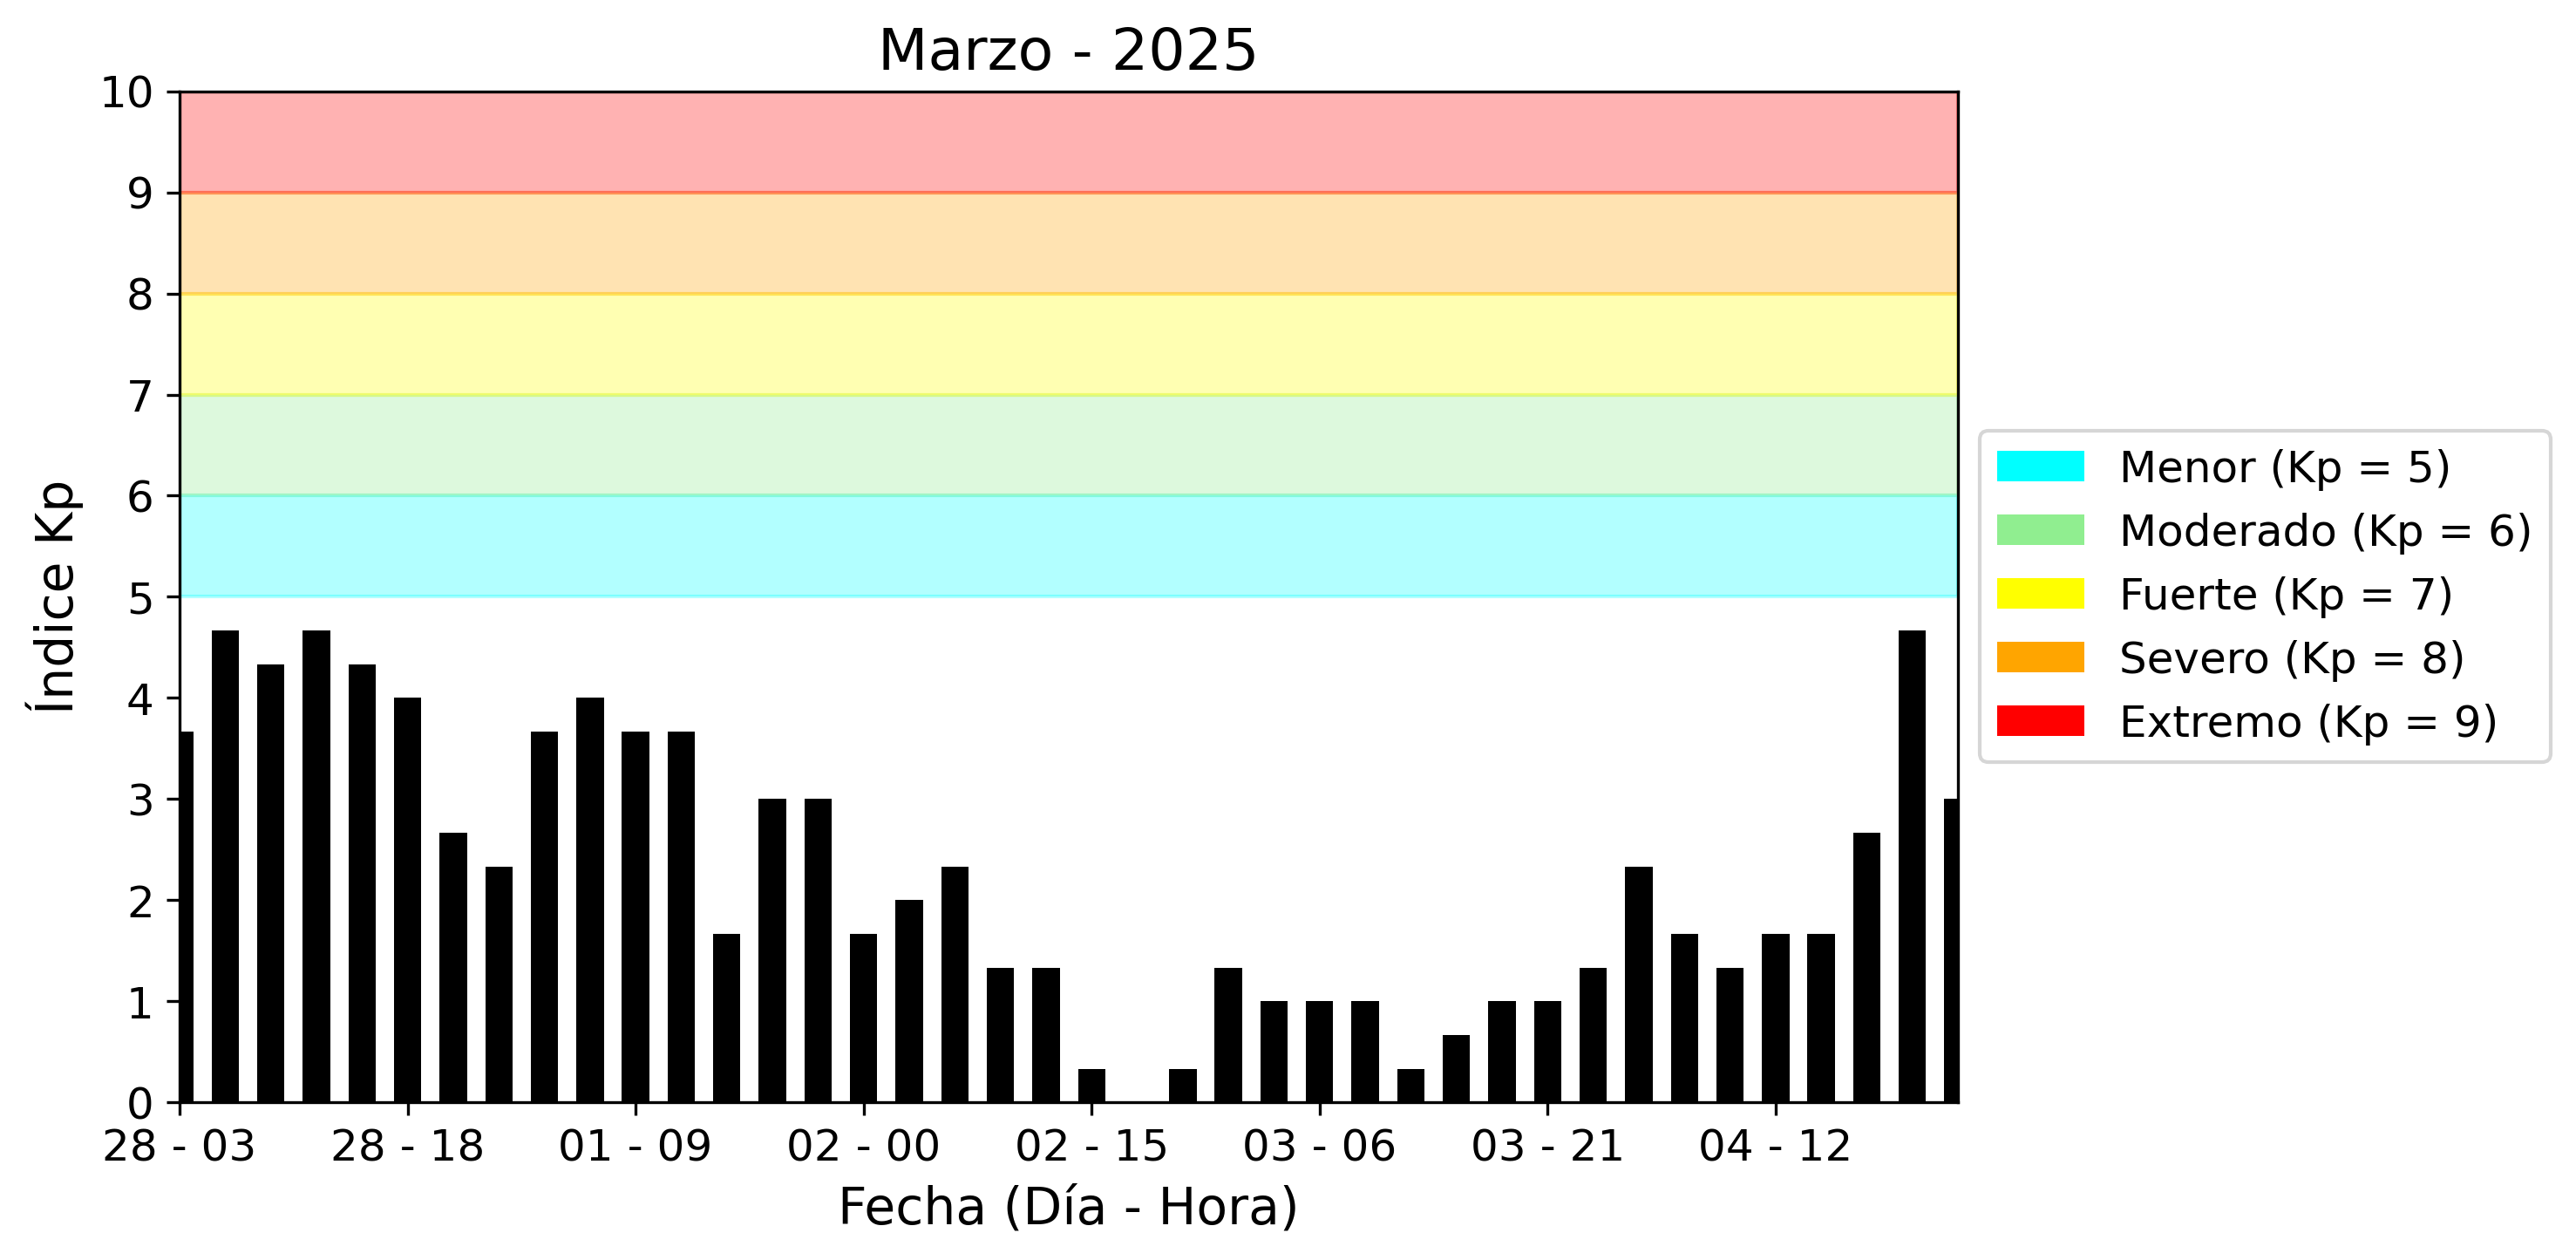 Marzo - 2025
10
9
8
7
6
5
4
3
2
1
0
Índice Kp
28 - 03 28 - 18 01 - 09 02 - 00 02 - 15 03 - 06 03 - 21 04 - 12
Fecha (Día - Hora)
Menor (Kp = 5)
Moderado (Kp = 6)
Fuerte (Kp = 7)
Severo (Kp = 8)
Extremo (Kp = 9)